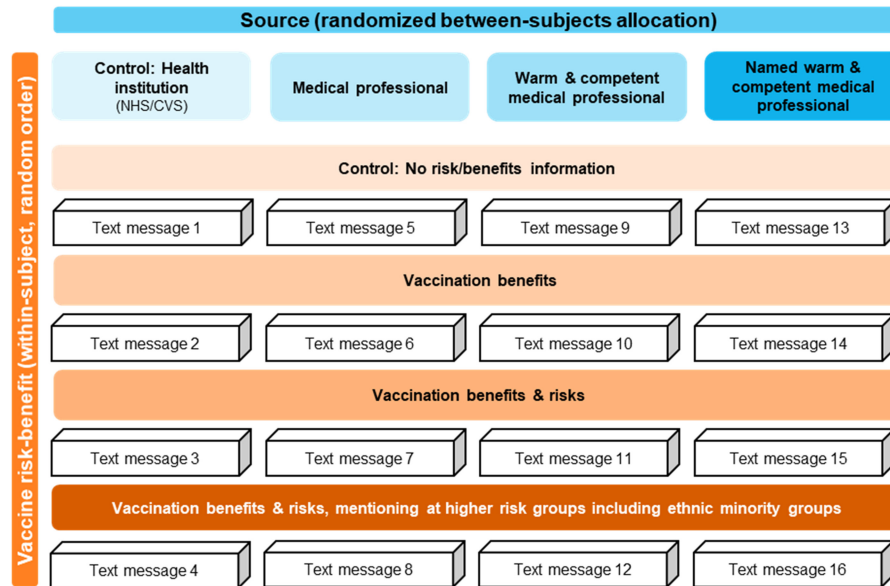 Source (randomized between-subjects allocation)
Control: Health
institution
(NHS/CVS)
Medical professional
Warm & competent
medical professional
Named warm &
competent medical
professional
Vaccine risk-benefit (within-subject, random order)
Control: No risk/benefits information
Text message 1
Text message 5
Text message 9
Text message 13
Vaccination benefits
Text message 2
Text message 6
Text message 10
Text message 14
Vaccination benefits & risks
Text message 3
Text message 7
Text message 11
Text message 15
Vaccination benefits & risks, mentioning at higher risk groups including ethnic minority groups
Text message 4
Text message 8
Text message 12
Text message 16